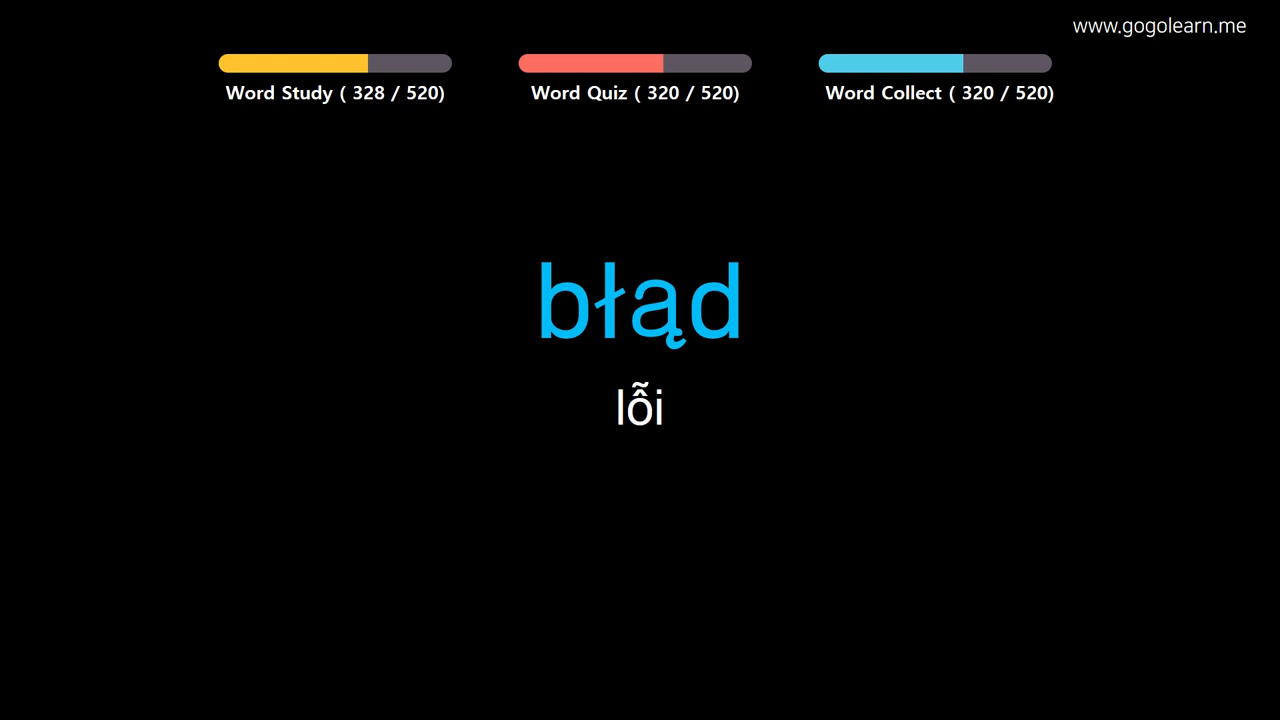 www.gogolearn.me
Word Study ( 328 / 520)
Word Quiz ( 320 / 520)
Word Collect ( 320 / 520)
błąd
lỗi